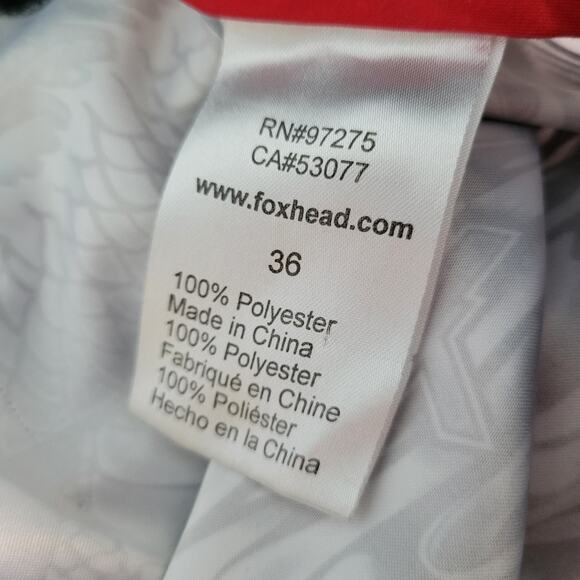 RN#97275
CA#53077
www.foxhead.com
36
100% Polyester
Made in China
100% Polyester
Fabriqué en Chine
100% Poliéster
Hecho en la China